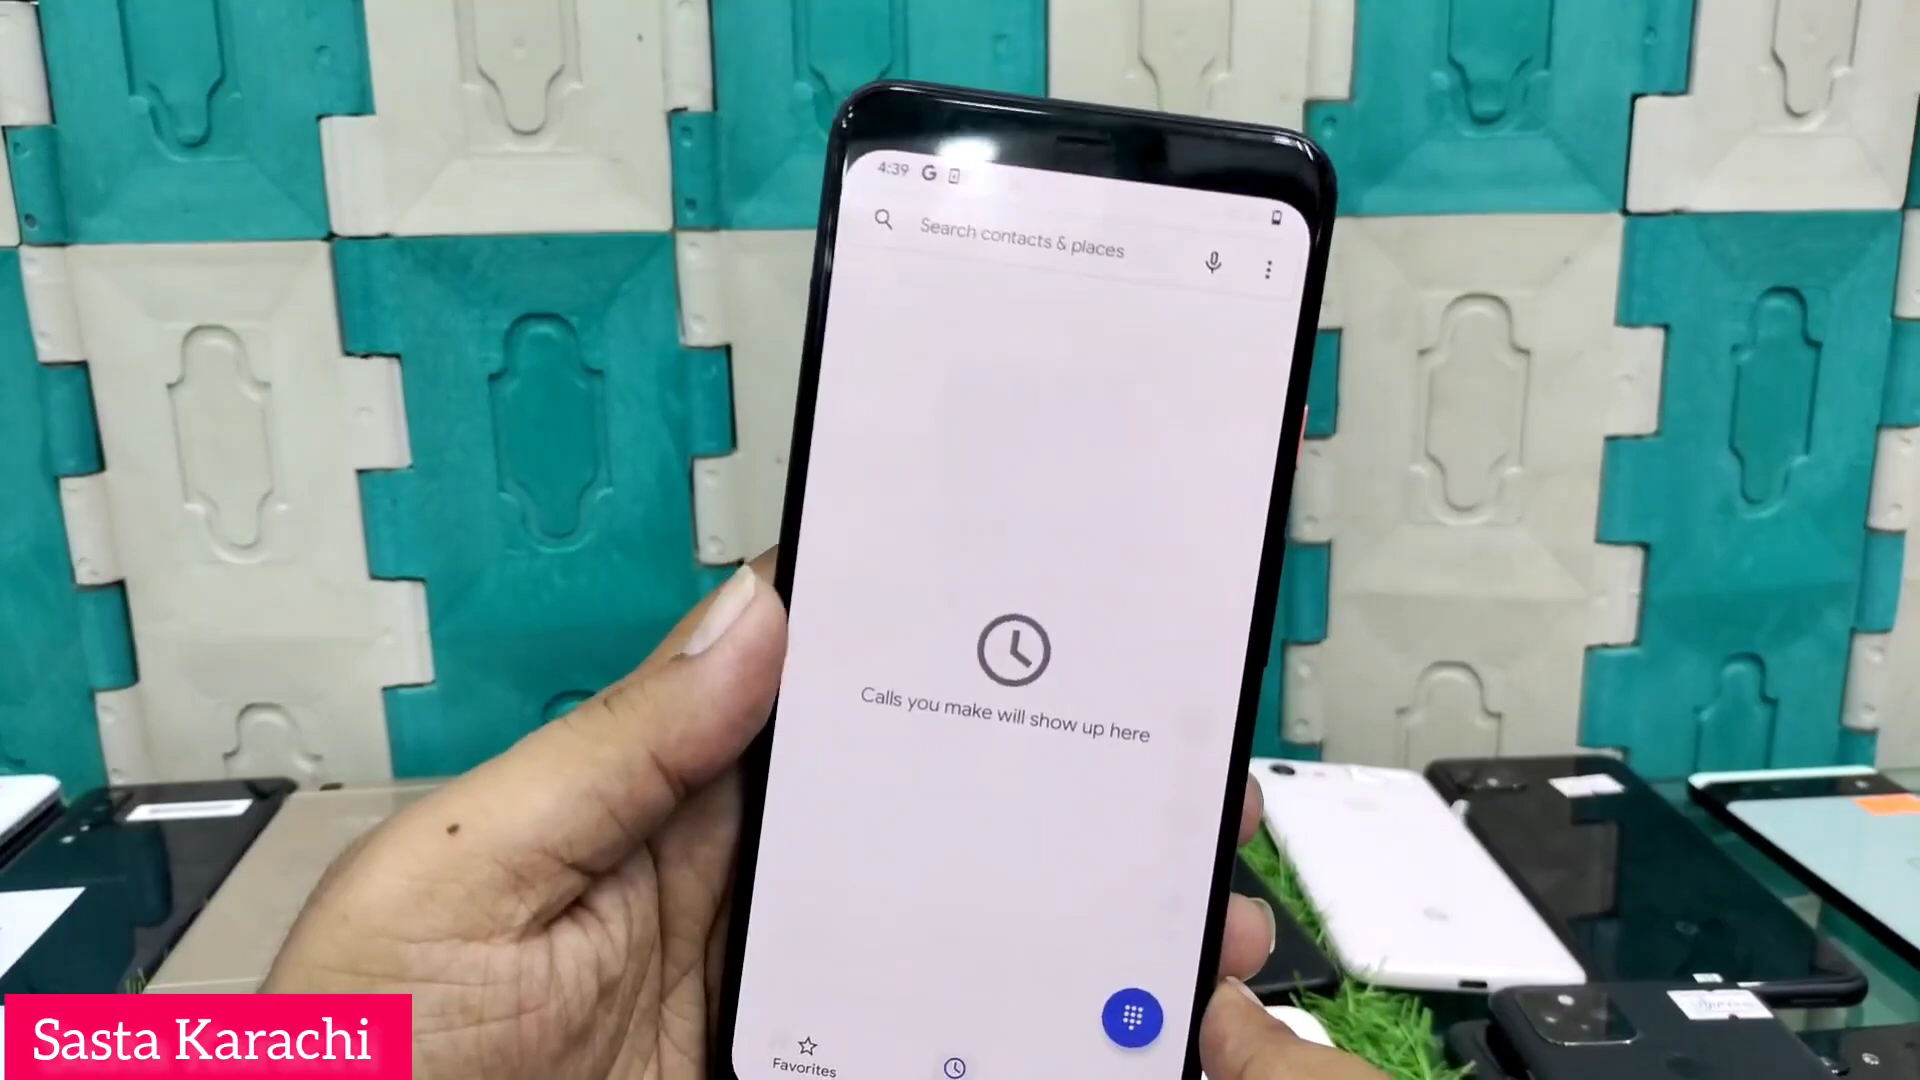 4:39 G
Search contacts & places
Calls you make will show up here
Favorites
Sasta Karachi